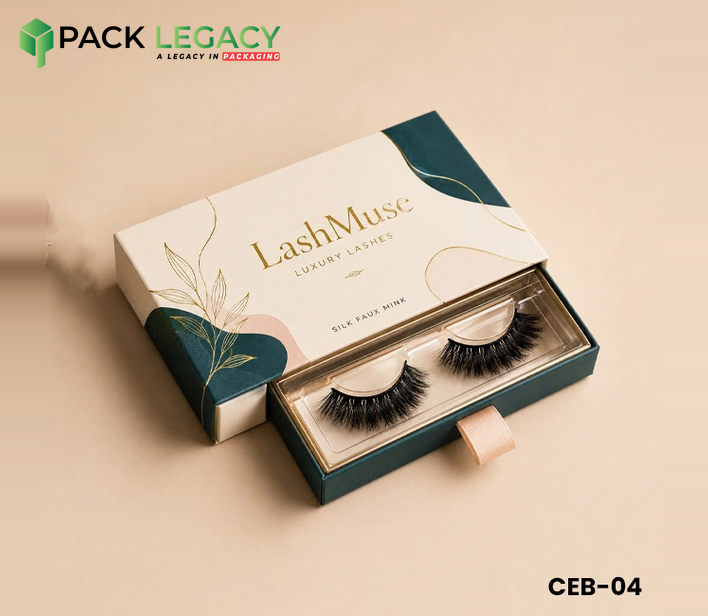 PACK LEGACY
A LEGACY IN PACKAGING
LashMuse
LUXURY LASHES
SILK FAUX MINK
CEB-04